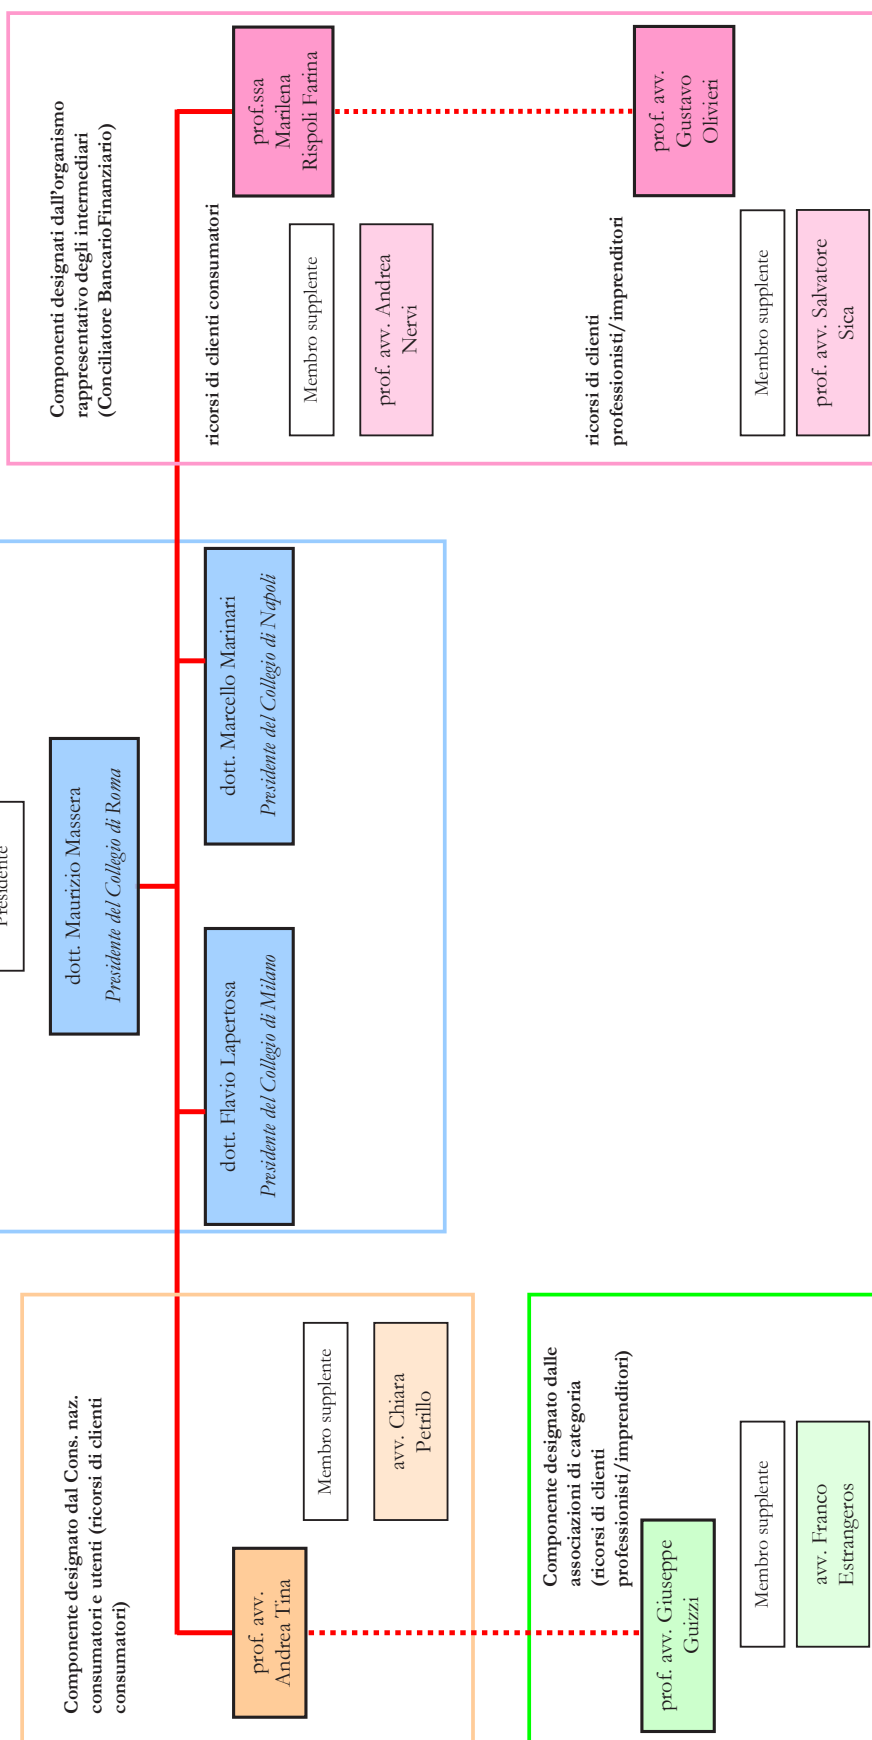 Presidente
dott. Maurizio Massera
Presidente del Collegio di Roma
dott. Flavio Lapertosa
Presidente del Collegio di Milano
dott. Marcello Marinari
Presidente del Collegio di Napoli
Componente designato dal Cons. naz.
consumatori e utenti (ricorsi di clienti
consumatori)
prof. avv.
Andrea Tina
Membro supplente
avv. Chiara
Petrillo
Componente designato dalle
associazioni di categoria
(ricorsi di clienti
professionisti/imprenditori)
prof. avv. Giuseppe
Guizzi
Membro supplente
avv. Franco
Estrangeros
Componenti designati dall'organismo
rappresentativo degli intermediari
(Conciliatore BancarioFinanziario)
prof.ssa
Marilena
Rispoli Farina
ricorsi di clienti consumatori
Membro supplente
prof. avv. Andrea
Nervi
prof. avv.
Gustavo
Olivieri
ricorsi di clienti
professionisti/imprenditori
Membro supplente
prof. avv. Salvatore
Sica